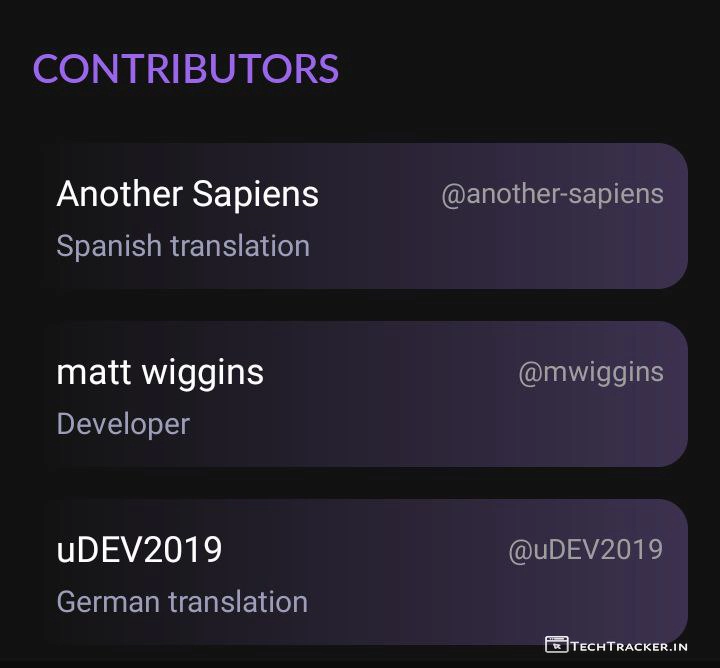 CONTRIBUTORS
Another Sapiens @another-sapiens
Spanish translation
matt wiggins @mwiggins
Developer
uDEV2019 @uDEV2019
German translation
TECHTRACKER.IN